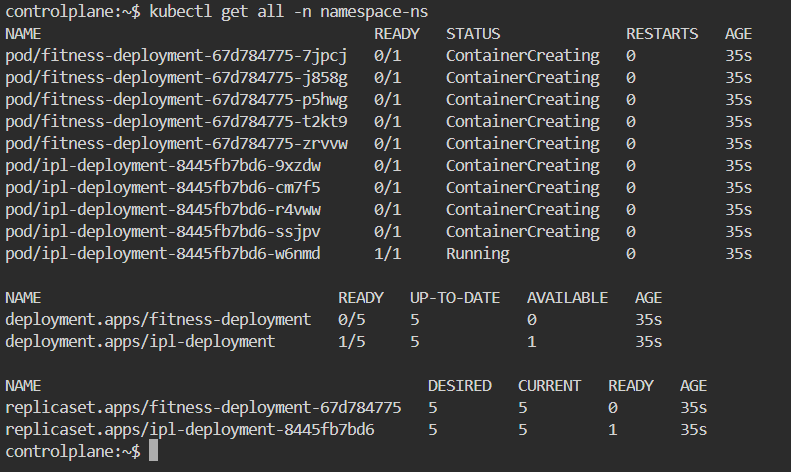 controlplane:~$ kubectl get all -n namespace-ns
NAME READY STATUS RESTARTS AGE
pod/fitness-deployment-67d784775-7jpcj 0/1 ContainerCreating 0 35s
pod/fitness-deployment-67d784775-j858g 0/1 ContainerCreating 0 35s
pod/fitness-deployment-67d784775-p5hwg 0/1 ContainerCreating 0 35s
pod/fitness-deployment-67d784775-t2kt9 0/1 ContainerCreating 0 35s
pod/fitness-deployment-67d784775-zrvvw 0/1 ContainerCreating 0 35s
pod/ipl-deployment-8445fb7bd6-9xzdw 0/1 ContainerCreating 0 35s
pod/ipl-deployment-8445fb7bd6-cm7f5 0/1 ContainerCreating 0 35s
pod/ipl-deployment-8445fb7bd6-r4vww 0/1 ContainerCreating 0 35s
pod/ipl-deployment-8445fb7bd6-ssjpv 0/1 ContainerCreating 0 35s
pod/ipl-deployment-8445fb7bd6-w6nmd 1/1 Running 0 35s
NAME READY UP-TO-DATE AVAILABLE AGE
deployment.apps/fitness-deployment 0/5 5 0 35s
deployment.apps/ipl-deployment 1/5 5 1 35s
NAME DESIRED CURRENT READY AGE
replicaset.apps/fitness-deployment-67d784775 5 5 0 35s
replicaset.apps/ipl-deployment-8445fb7bd6 5 5 1 35s
controlplane:~$